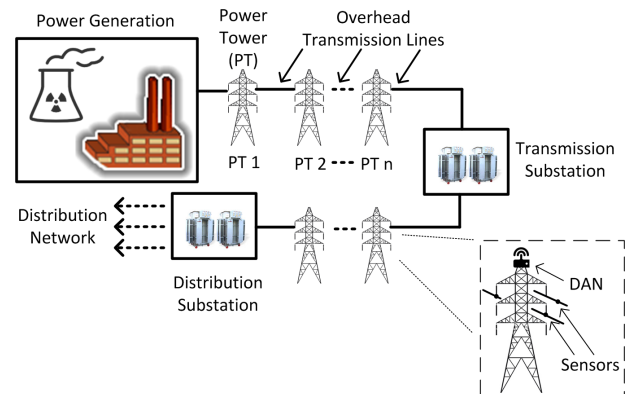 Power Generation
Power
Tower
(PT)
Overhead
Transmission Lines
PT 1
PT 2
PT n
Transmission
Substation
Distribution
Network
Distribution
Substation
DAN
Sensors